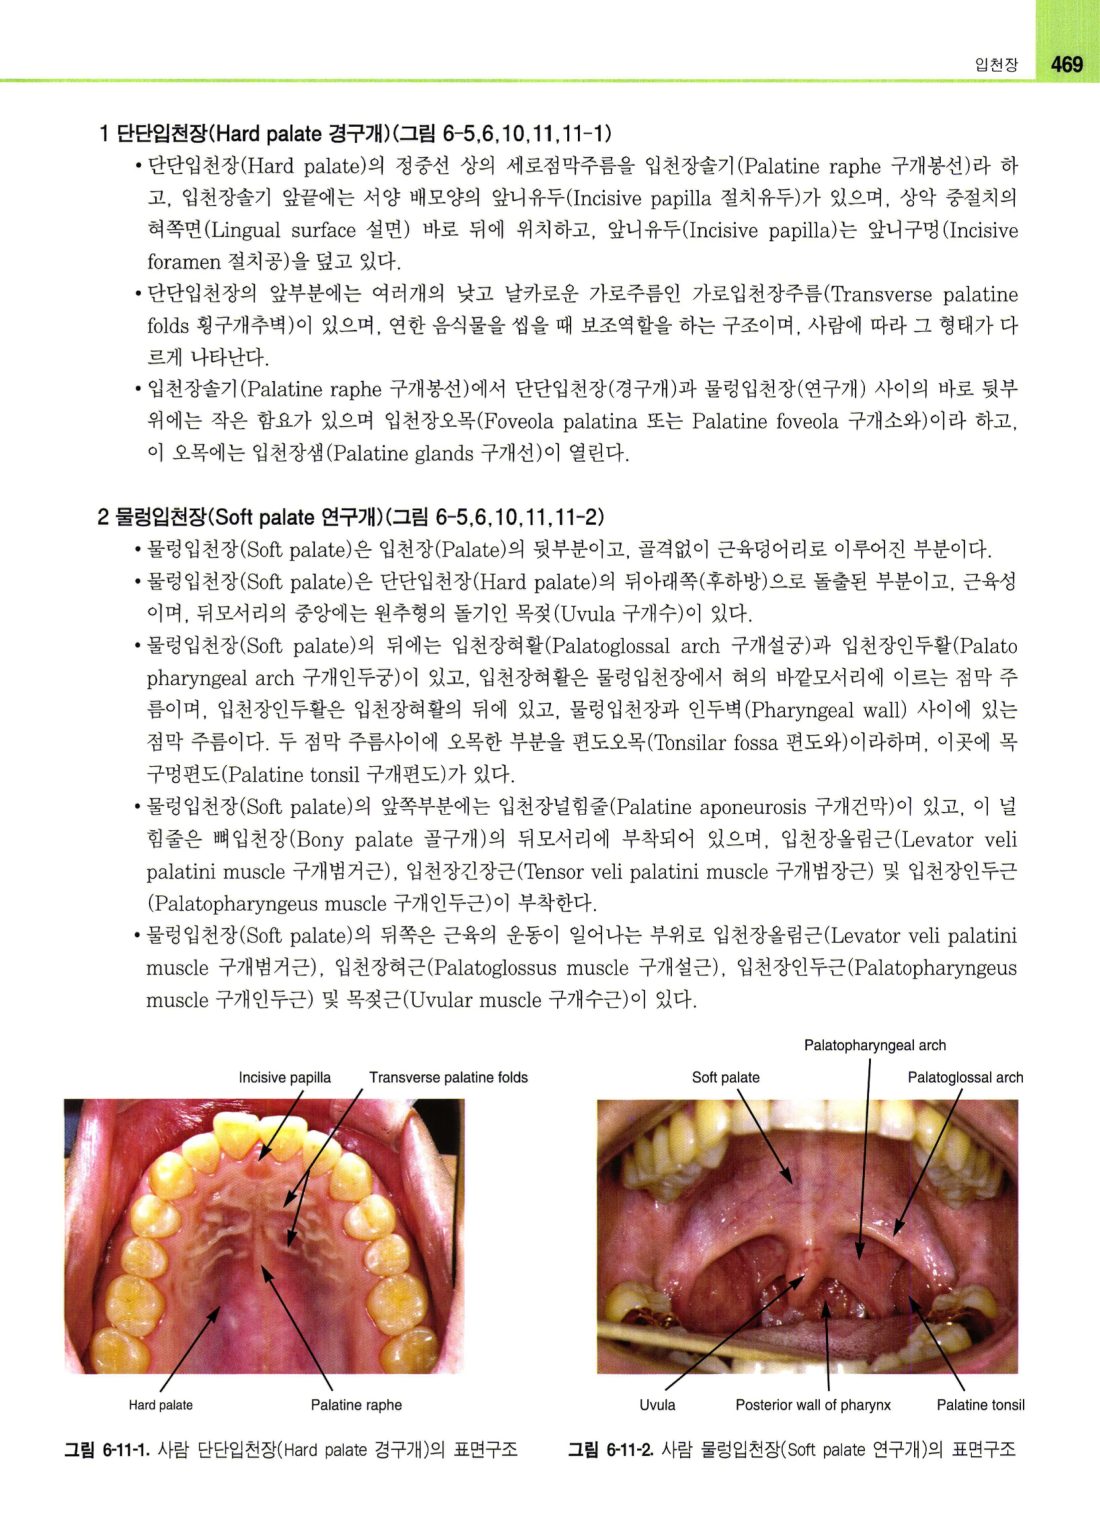 입천장 469
1 단단입천장(Hard palate 경구개)(그림 6-5,6,10,11,11-1)
• 단단입천장(Hard palate)의 정중선 상의 세로점막주름을 입천장솔기(Palatine raphe 구개봉선)라 하
고, 입천장솔기 앞끝에는 서양 배모양의 앞니유두(Incisive papilla 절치유두)가 있으며, 상악 중절치의
혀쪽면(Lingual surface 설면) 바로 뒤에 위치하고, 앞니유두(Incisive papilla)는 앞니구멍(Incisive
foramen 절치공)을 덮고 있다.
• 단단입천장의 앞부분에는 여러개의 낮고 날카로운 가로주름인 가로입천장주름(Transverse palatine
folds 횡구개추벽)이 있으며, 연한 음식물을 씹을 때 보조역할을 하는 구조이며, 사람에 따라 그 형태가 다
르게 나타난다.
• 입천장솔기(Palatine raphe 구개봉선)에서 단단입천장(경구개)과 물렁입천장(연구개) 사이의 바로 뒷부
위에는 작은 함요가 있으며 입천장오목(Foveola palatina 또는 Palatine foveola 구개소와)이라 하고,
이 오목에는 입천장샘(Palatine glands 구개선)이 열린다.
2 물렁입천장(Soft palate 연구개)(그림 6-5,6,10,11,11-2)
• 물렁입천장(Soft palate)은 입천장(Palate)의 뒷부분이고, 골격없이 근육덩어리로 이루어진 부분이다.
• 물렁입천장(Soft palate)은 단단입천장(Hard palate)의 뒤아래쪽(후하방)으로 돌출된 부분이고, 근육성
이며, 뒤모서리의 중앙에는 원추형의 돌기인 목젖(Uvula 구개수)이 있다.
• 물렁입천장(Soft palate)의 뒤에는 입천장혀활(Palatoglossal arch 구개설궁)과 입천장인두활(Palato
pharyngeal arch 구개인두궁)이 있고, 입천장혀활은 물렁입천장에서 혀의 바깥모서리에 이르는 점막 주
름이며, 입천장인두활은 입천장혀활의 뒤에 있고, 물렁입천장과 인두벽(Pharyngeal wall) 사이에 있는
점막 주름이다. 두 점막 주름사이에 오목한 부분을 편도오목(Tonsilar fossa 편도와)이라하며, 이곳에 목
구멍편도(Palatine tonsil 구개편도)가 있다.
• 물렁입천장(Soft palate)의 앞쪽부분에는 입천장널힘줄(Palatine aponeurosis 구개건막)이 있고, 이 널
힘줄은 뼈입천장(Bony palate 골구개)의 뒤모서리에 부착되어 있으며, 입천장올림근(Levator veli
palatini muscle 구개범거근), 입천장긴장근(Tensor veli palatini muscle 구개범장근) 및 입천장인두근
(Palatopharyngeus muscle 구개인두근)이 부착한다.
• 물렁입천장(Soft palate)의 뒤쪽은 근육의 운동이 일어나는 부위로 입천장올림근(Levator veli palatini
muscle 구개범거근), 입천장혀근(Palatoglossus muscle 구개설근), 입천장인두근(Palatopharyngeus
muscle 구개인두근) 및 목젖근(Uvular muscle 구개수근)이 있다.
Incisive papilla Transverse palatine folds
Hard palate Palatine raphe
그림 6-11-1. 사람 단단입천장(Hard palate 경구개)의 표면구조
Palatopharyngeal arch
Soft palate Palatoglossal arch
Uvula Posterior wall of pharynx Palatine tonsil
그림 6-11-2. 사람 물렁입천장(Soft palate 연구개)의 표면구조